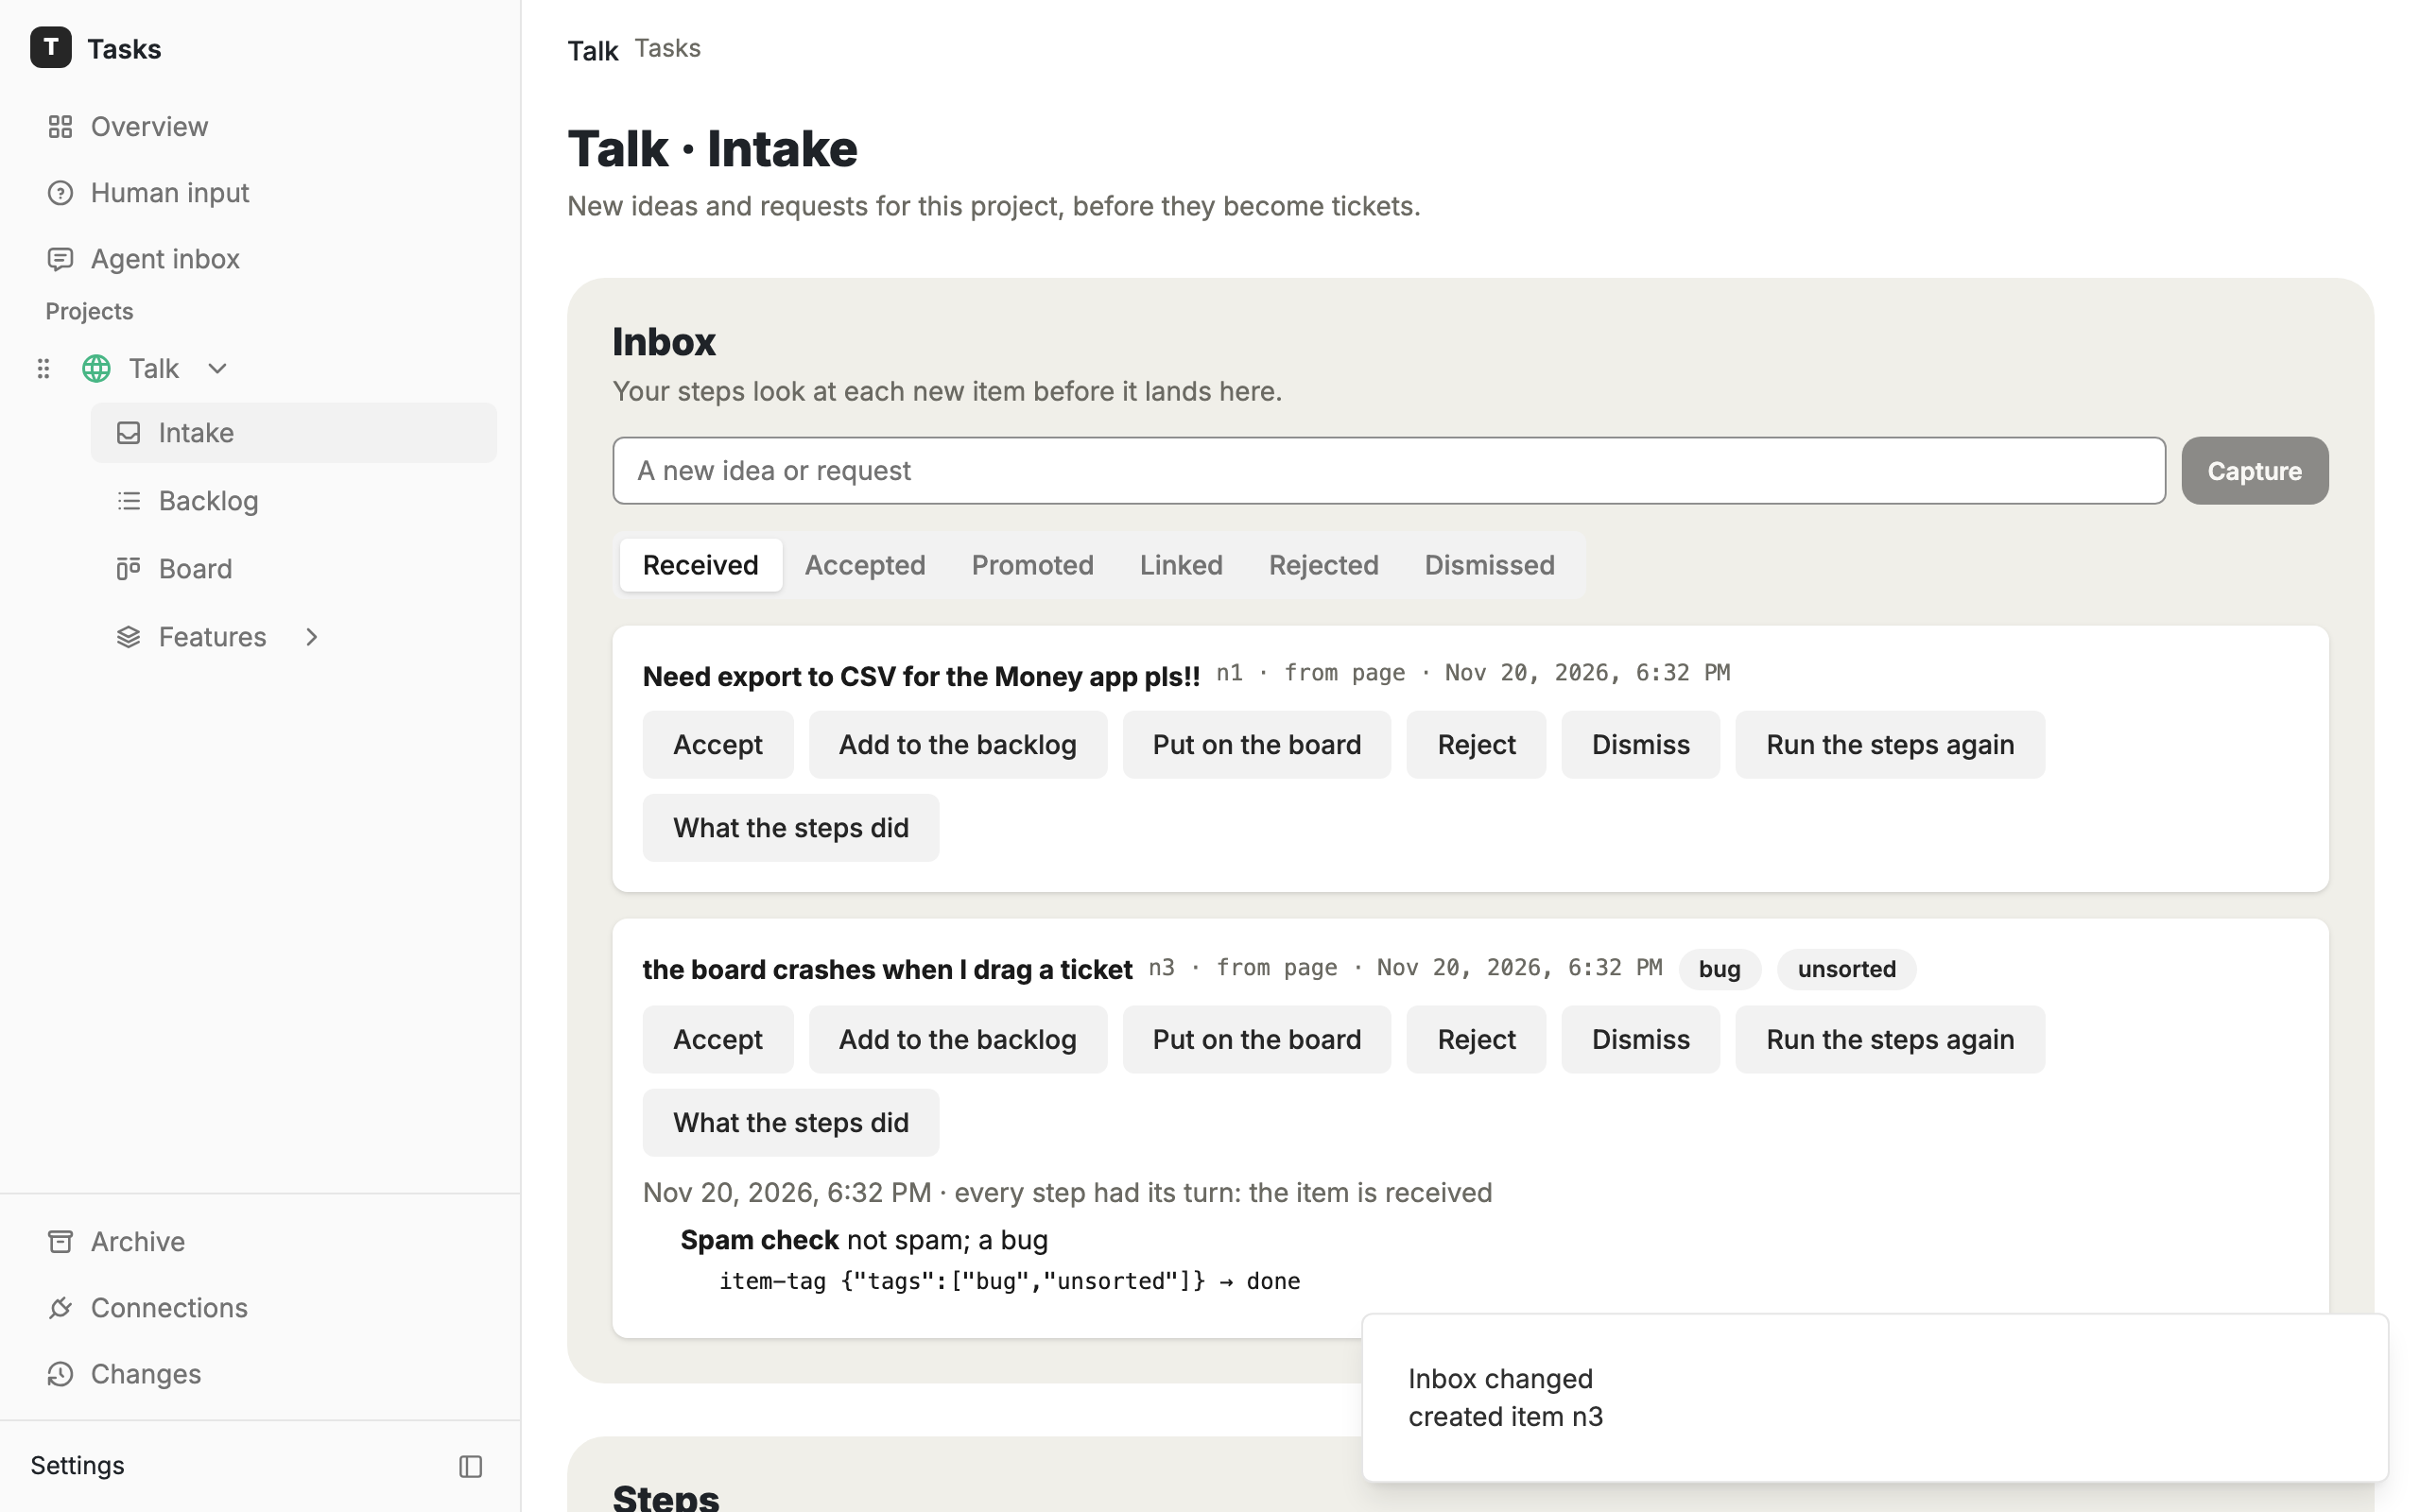 T Tasks
Overview
Human input
Agent inbox
Projects
Talk
Intake
Backlog
Board
Features
Archive
Connections
Changes
Settings
Talk Tasks
Talk · Intake
New ideas and requests for this project, before they become tickets.
Inbox
Your steps look at each new item before it lands here.
A new idea or request Capture
Received Accepted Promoted Linked Rejected Dismissed
Need export to CSV for the Money app pls!! n1 · from page · Nov 20, 2026, 6:32 PM
Accept Add to the backlog Put on the board Reject Dismiss Run the steps again
What the steps did
the board crashes when I drag a ticket n3 · from page · Nov 20, 2026, 6:32 PM bug unsorted
Accept Add to the backlog Put on the board Reject Dismiss Run the steps again
What the steps did
Nov 20, 2026, 6:32 PM · every step had its turn: the item is received
Spam check not spam; a bug
item-tag {"tags":["bug","unsorted"]} → done
Inbox changed
created item n3
Steps